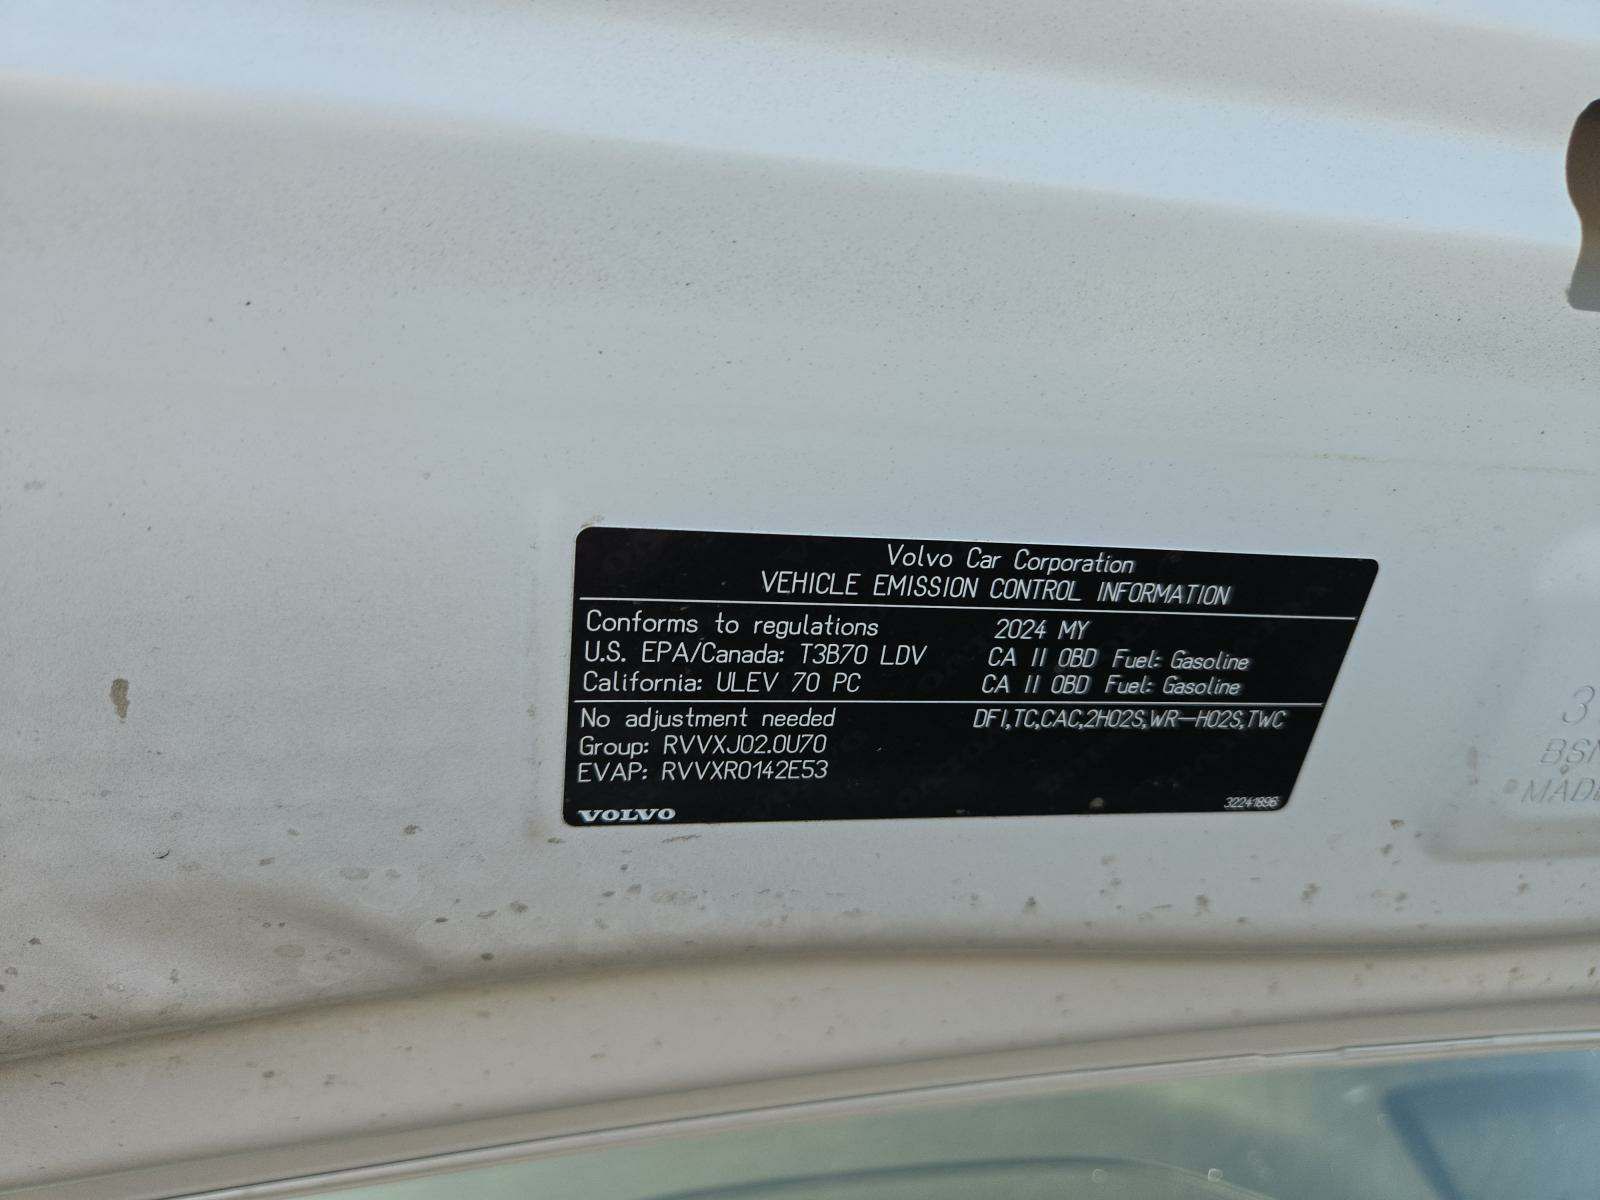 Volvo Car Corporation
VEHICLE EMISSION CONTROL INFORMATION
Conforms to regulations 2024 MY
U.S. EPA/Canada: T3B70 LDV CA II OBD Fuel: Gasoline
California: ULEV 70 PC CA II OBD Fuel: Gasoline
No adjustment needed DFI,TC,CAC,2HO2S,WR-HO2S,TWC
Group: RVVXJ02.0U70
EVAP: RVVXR0142E53
VOLVO 32241896